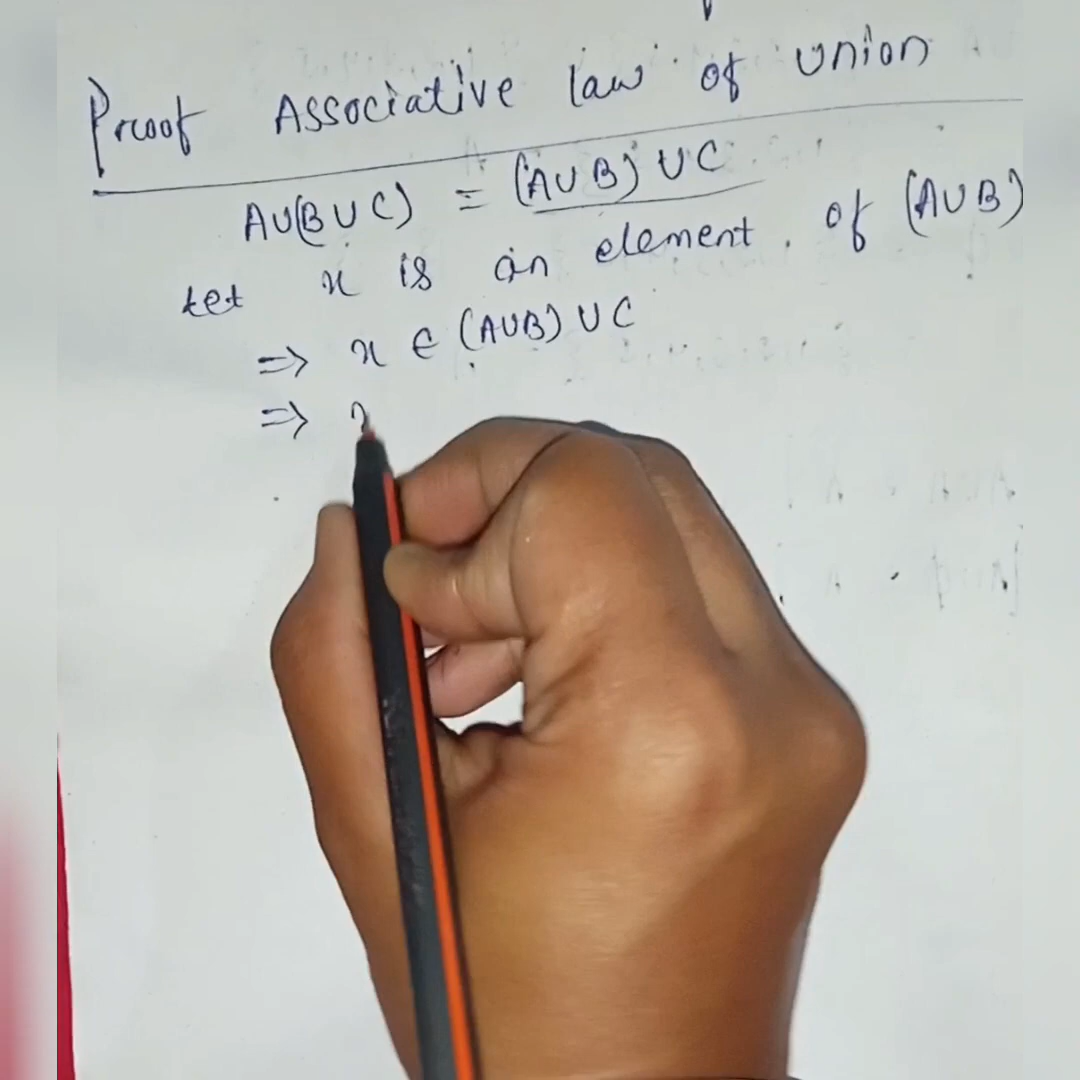 Proof Associative law of union
A∪(B∪C) = (A∪B)∪C
Let x is an element of (A∪B)
⇒ x ∈ (A∪B)∪C
⇒